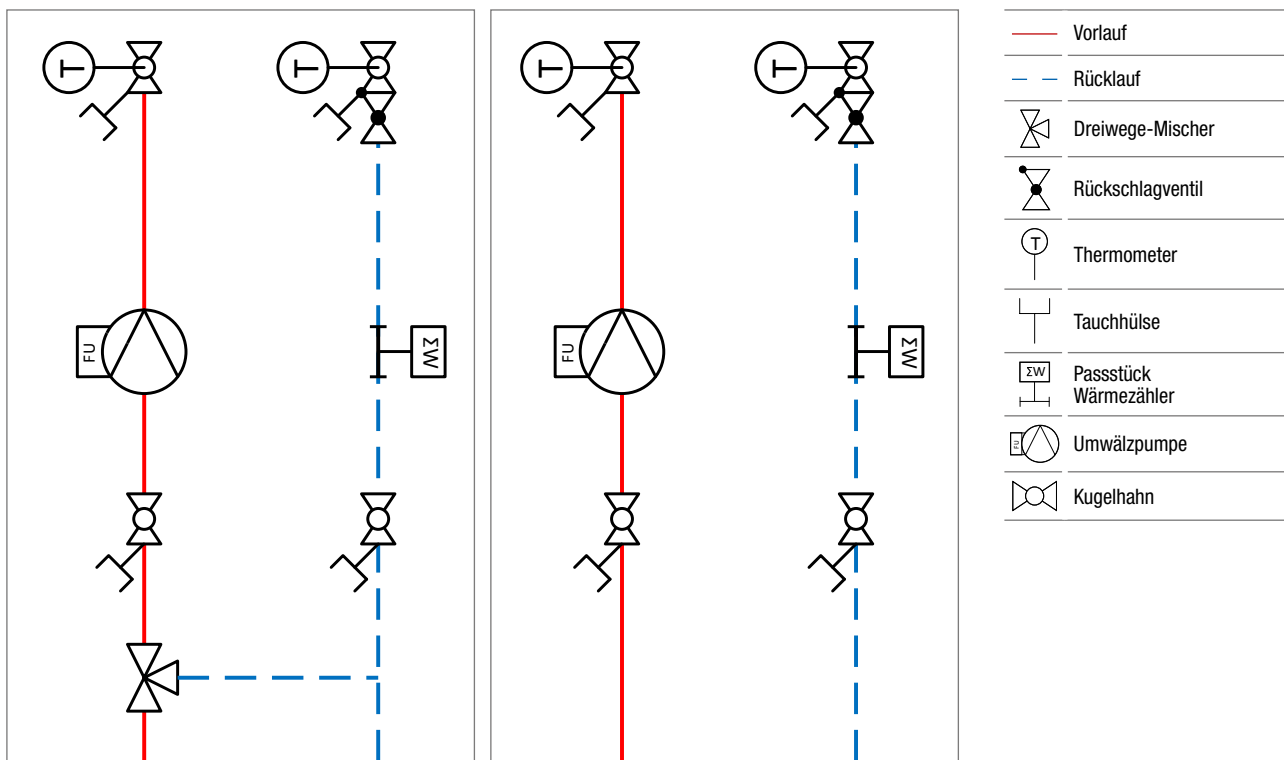 T
T
FU
ΣW
T
T
FU
ΣW
Vorlauf
Rücklauf
Dreiwege-Mischer
Rückschlagventil
T
Thermometer
Tauchhülse
ΣW
Passstück
Wärmezähler
FU
Umwälzpumpe
Kugelhahn